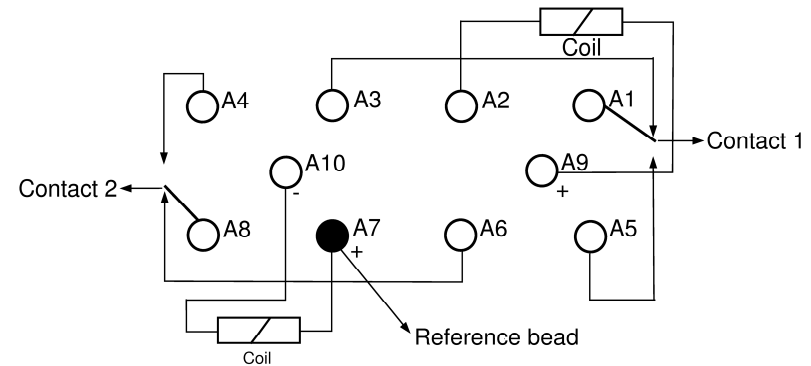 Coil
A4
A3
A2
A1
Contact 1
A10
-
A9
+
Contact 2
A8
A7
+
A6
A5
Reference bead
Coil